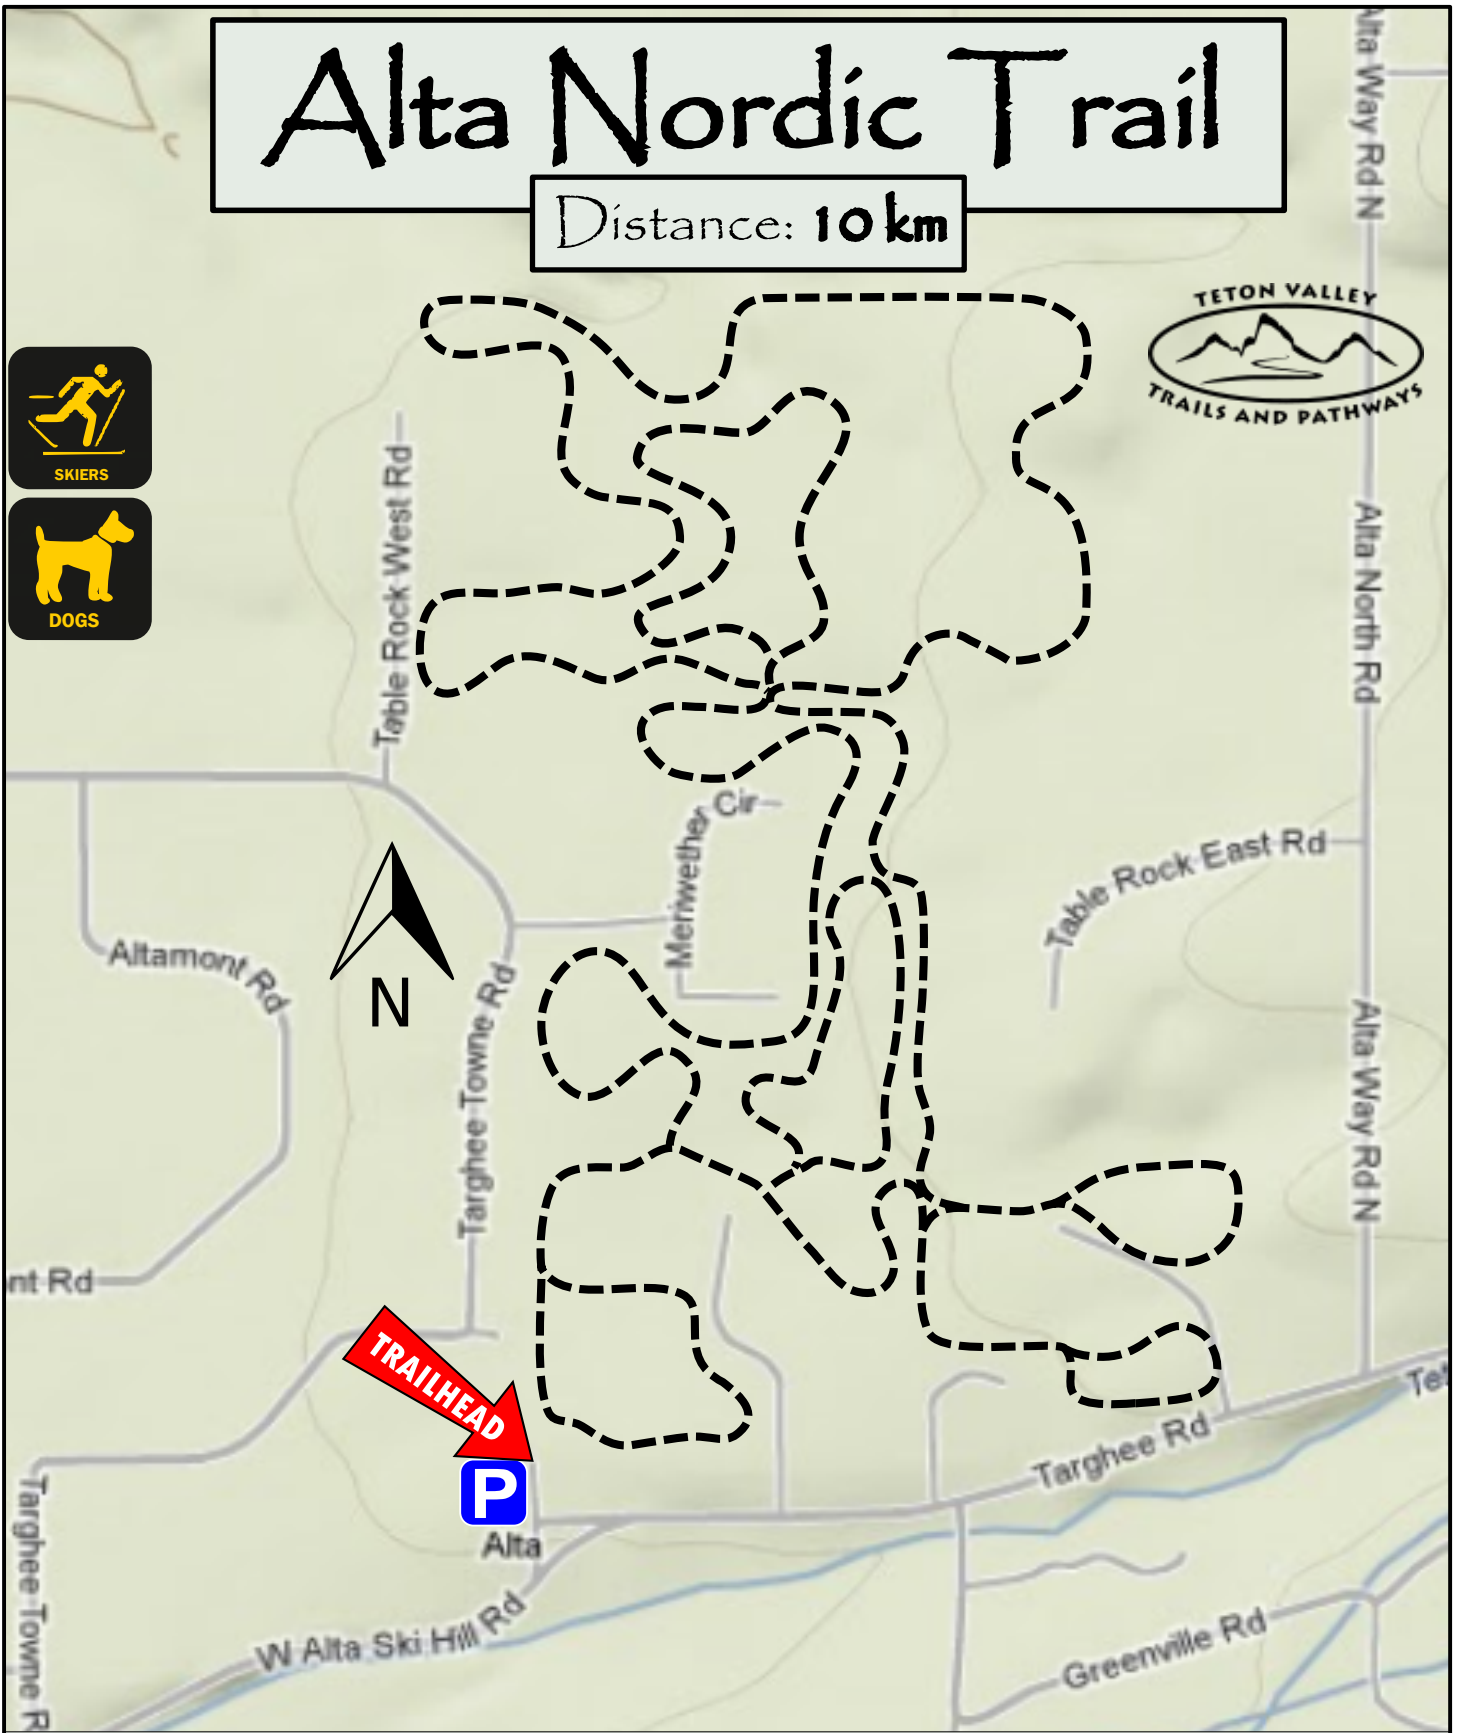 Alta Nordic Trail
Distance: 10 km
TETON VALLEY
TRAILS AND PATHWAYS
SKIERS
DOGS
Alta Way Rd N
Table Rock West Rd
Alta North Rd
Meriwether Cir
Table Rock East Rd
Altamont Rd
N
Targhee Towne Rd
Alta Way Rd N
nt Rd
TRAILHEAD
P
Alta
Targhee Rd
Tet
Targhee Towne R
W Alta Ski Hill Rd
Greenville Rd